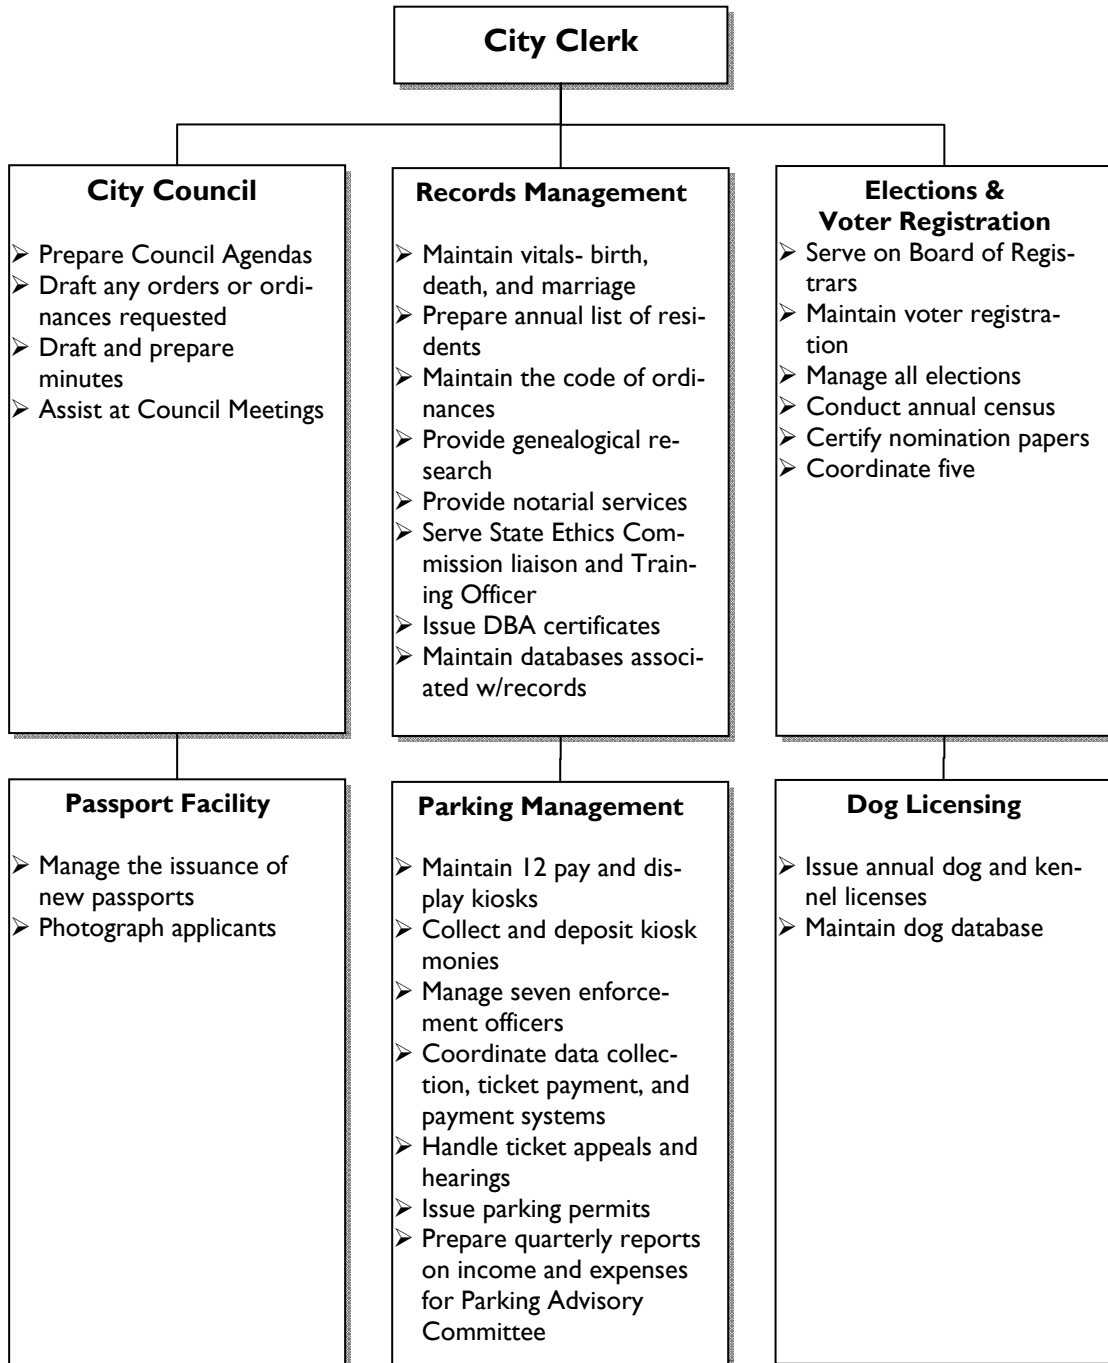 City Clerk
City Council
➢ Prepare Council Agendas
➢ Draft any orders or ordi-
nances requested
➢ Draft and prepare
minutes
➢ Assist at Council Meetings
Records Management
➢ Maintain vitals- birth,
death, and marriage
➢ Prepare annual list of resi-
dents
➢ Maintain the code of ordi-
nances
➢ Provide genealogical re-
search
➢ Provide notarial services
➢ Serve State Ethics Com-
mission liaison and Train-
ing Officer
➢ Issue DBA certificates
➢ Maintain databases associ-
ated w/records
Elections &
Voter Registration
➢ Serve on Board of Regis-
trars
➢ Maintain voter registra-
tion
➢ Manage all elections
➢ Conduct annual census
➢ Certify nomination papers
➢ Coordinate five
Passport Facility
➢ Manage the issuance of
new passports
➢ Photograph applicants
Parking Management
➢ Maintain 12 pay and dis-
play kiosks
➢ Collect and deposit kiosk
monies
➢ Manage seven enforce-
ment officers
➢ Coordinate data collec-
tion, ticket payment, and
payment systems
➢ Handle ticket appeals and
hearings
➢ Issue parking permits
➢ Prepare quarterly reports
on income and expenses
for Parking Advisory
Committee
Dog Licensing
➢ Issue annual dog and ken-
nel licenses
➢ Maintain dog database